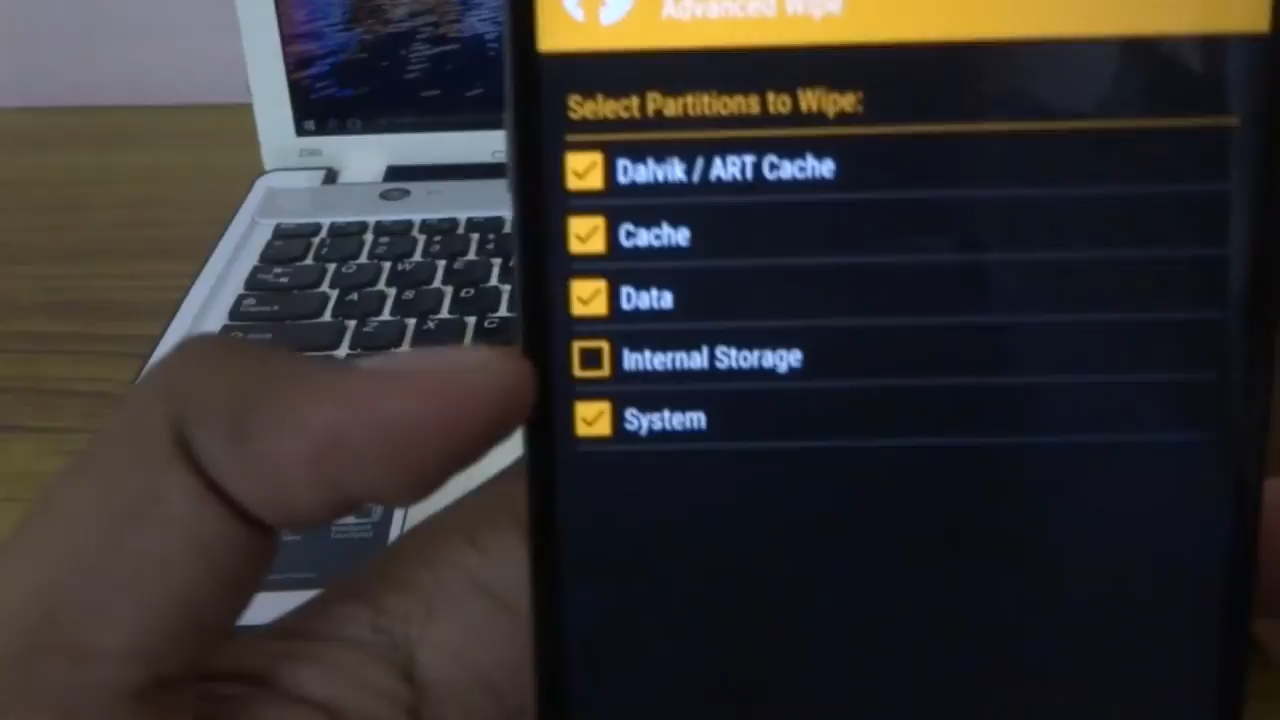 Advanced Wipe
Select Partitions to Wipe:
Dalvik / ART Cache
Cache
Data
Internal Storage
System
Q
W
E
A
S
D
Z
X
C